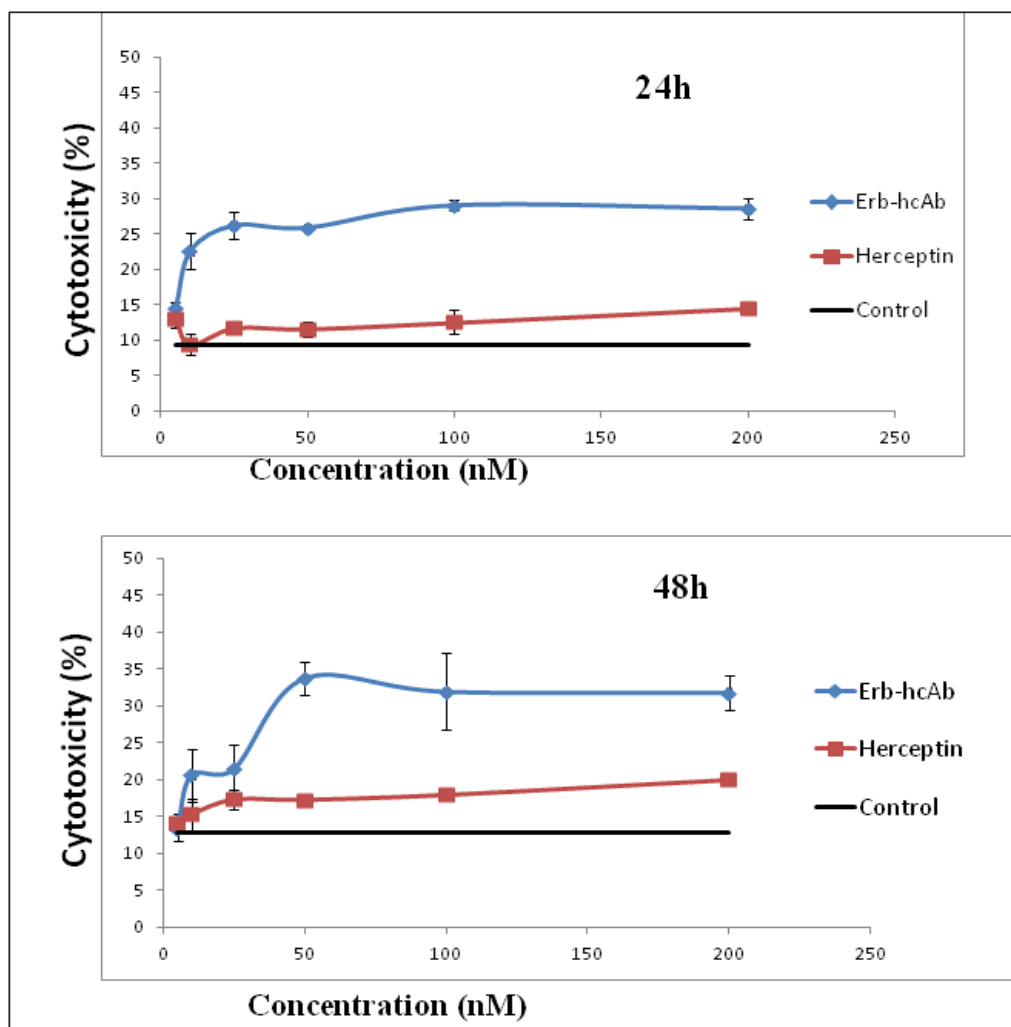 24h
Cytotoxicity (%)
50
45
40
35
30
25
20
15
10
5
0
0 50 100 150 200 250
Concentration (nM)
Erb-hcAb
Herceptin
Control
48h
Cytotoxicity (%)
50
45
40
35
30
25
20
15
10
5
0
0 50 100 150 200 250
Concentration (nM)
Erb-hcAb
Herceptin
Control